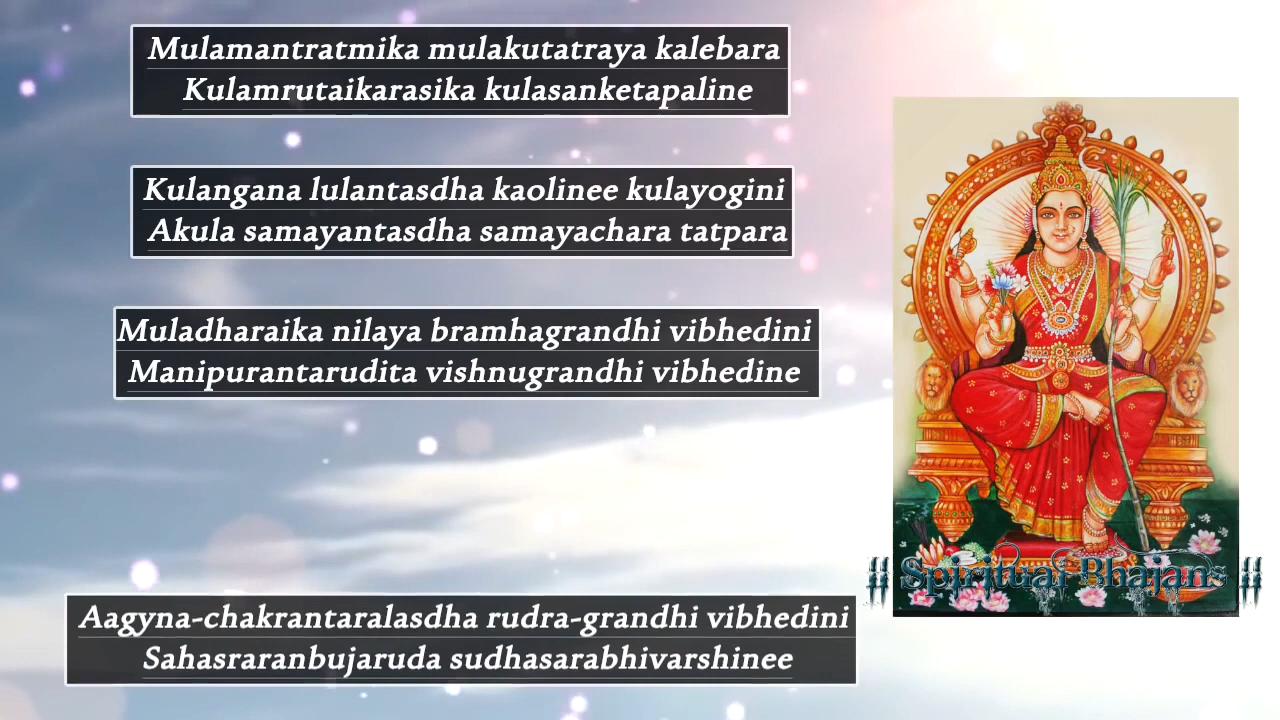 Mulamantratmika mulakutatraya kalebara
Kulamrutaikarasika kulasanketapaline
Kulangana lulantasdha kaolinee kulayogini
Akula samayantasdha samayachara tatpara
Muladharaika nilaya bramhagrandhi vibhedini
Manipurantarudita vishnugrandhi vibhedine
Aagyna-chakrantaralasdha rudra-grandhi vibhedini
Sahasraranbujaruda sudhasarabhivarshinee
|| Spiritual Bhajans ||